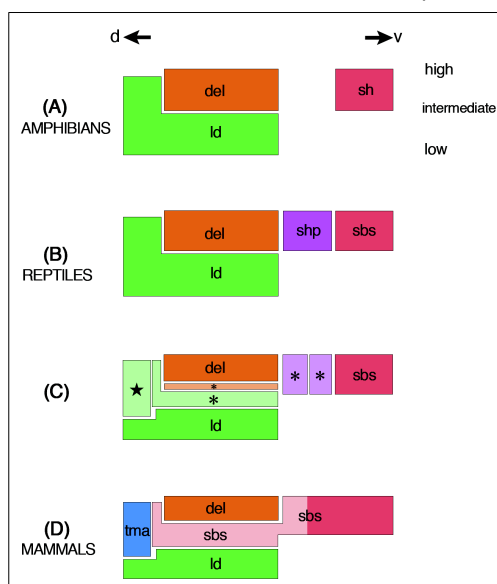 d v
high
del sh
(A) intermediate
AMPHIBIANS
ld low
del shp sbs
(B)
REPTILES
ld
del
★ * * * sbs
(C) *
ld
del sbs
(D) tma
MAMMALS sbs
ld